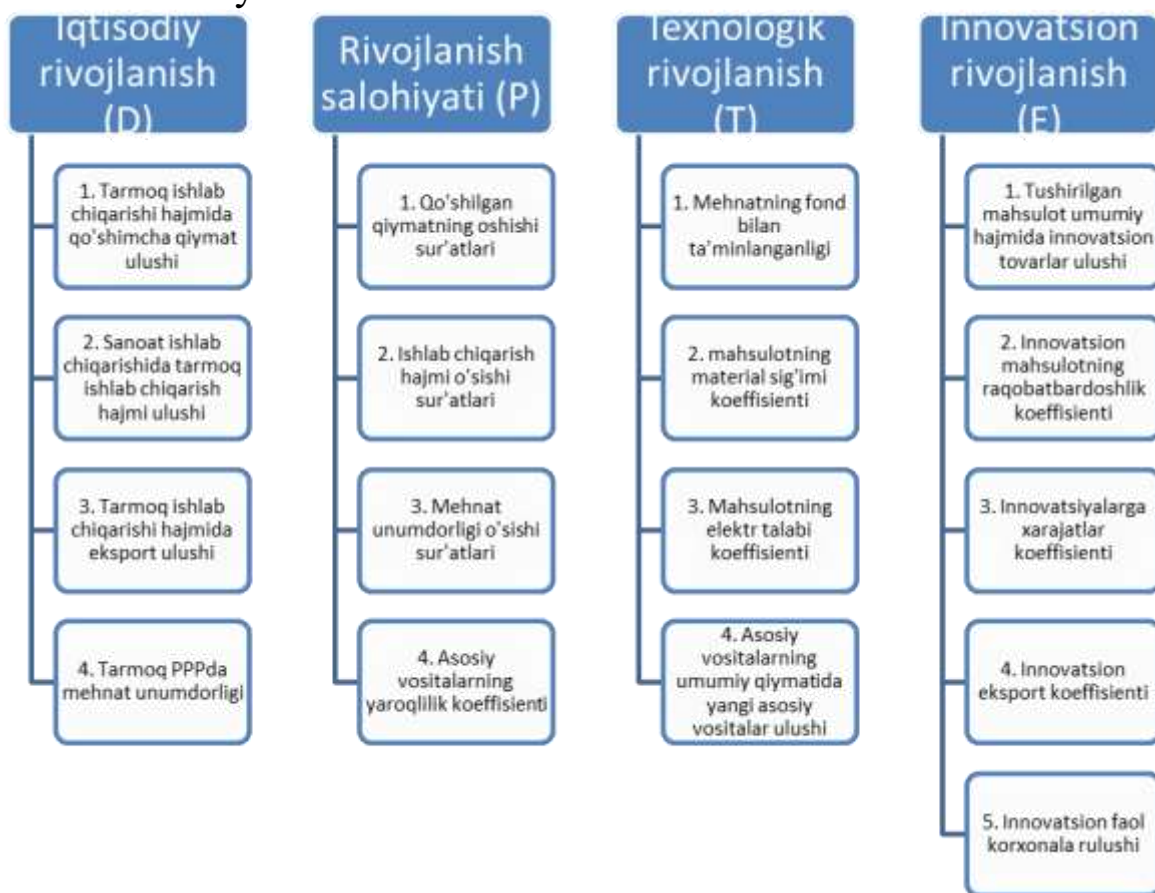 Iqtisodiy
rivojlanish
(D)
1. Tarmoq ishlab
chiqarishi hajmida
qo'shimcha qiymat
ulushi
2. Sanoat ishlab
chiqarishida tarmoq
ishlab chiqarish
hajmi ulushi
3. Tarmoq ishlab
chiqarishi hajmida
eksport ulushi
4. Tarmoq PPPda
mehnat unumdorligi
Rivojlanish
salohiyati (P)
1. Qo'shilgan
qiymatning oshishi
sur'atlari
2. Ishlab chiqarish
hajmi o'sishi
sur'atlari
3. Mehnat
unumdorligi o'sishi
sur'atlari
4. Asosiy
vositalarning
yaroqlilik koeffisienti
Texnologik
rivojlanish
(T)
1. Mehnatning fond
bilan
ta'minlanganligi
2. mahsulotning
material sig'imi
koeffisienti
3. Mahsulotning
elektr talabi
koeffisienti
4. Asosiy
vositalarning
umumiy qiymatida
yangi asosiy
vositalar ulushi
Innovatsion
rivojlanish
(E)
1. Tushirilgan
mahsulot umumiy
hajmida innovatsion
tovarlar ulushi
2. Innovatsion
mahsulotning
raqobatbardoshlik
koeffisienti
3. Innovatsiyalarga
xarajatlar
koeffisienti
4. Innovatsion
eksport koeffisienti
5. Innovatsion faol
korxonala rulushi